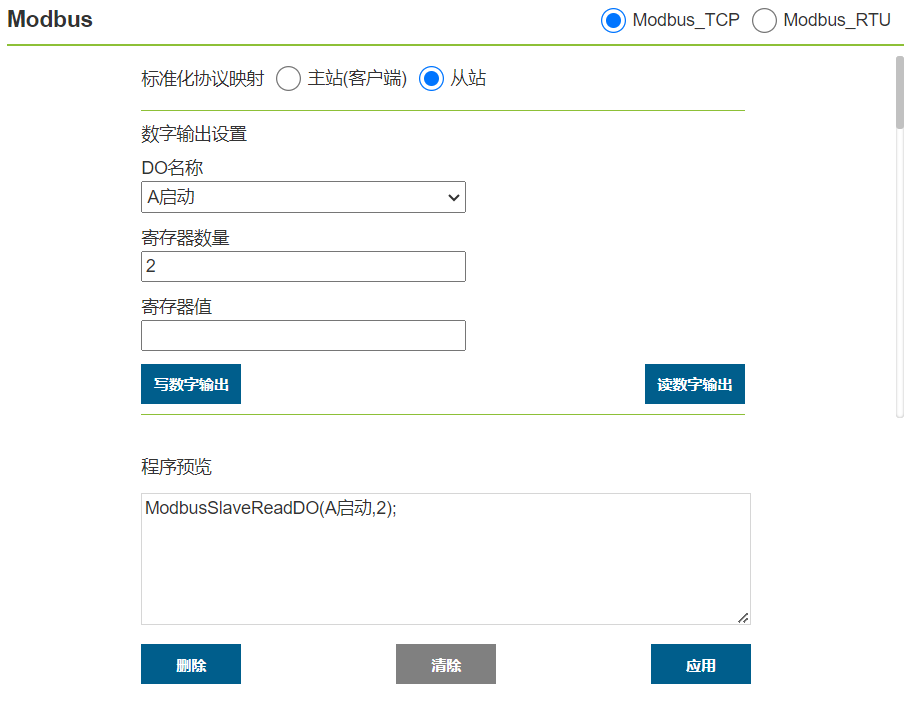 Modbus
Modbus_TCP Modbus_RTU
标准化协议映射 主站(客户端) 从站
数字输出设置
DO名称
A启动
寄存器数量
2
寄存器值
写数字输出 读数字输出
程序预览
ModbusSlaveReadDO(A启动,2);
删除 清除 应用